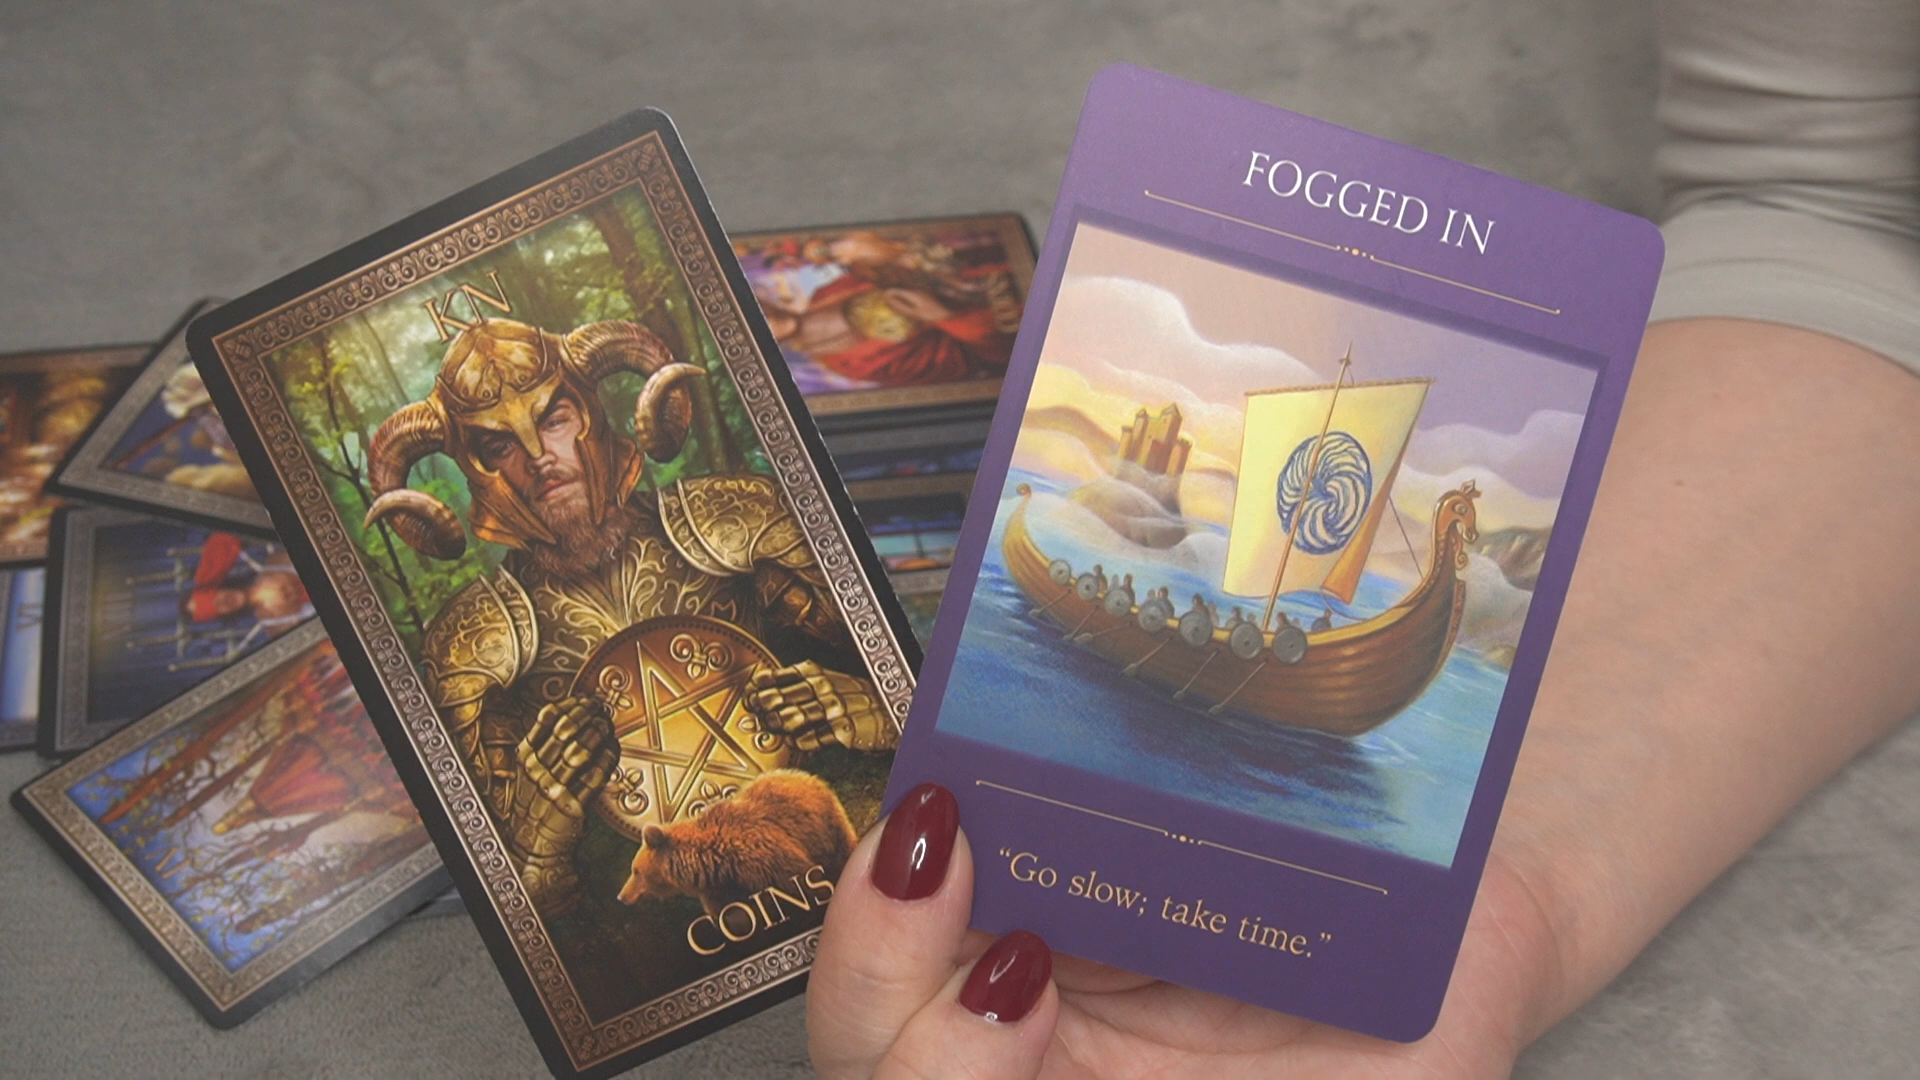 KN
COINS
FOGGED IN
“Go slow; take time.”